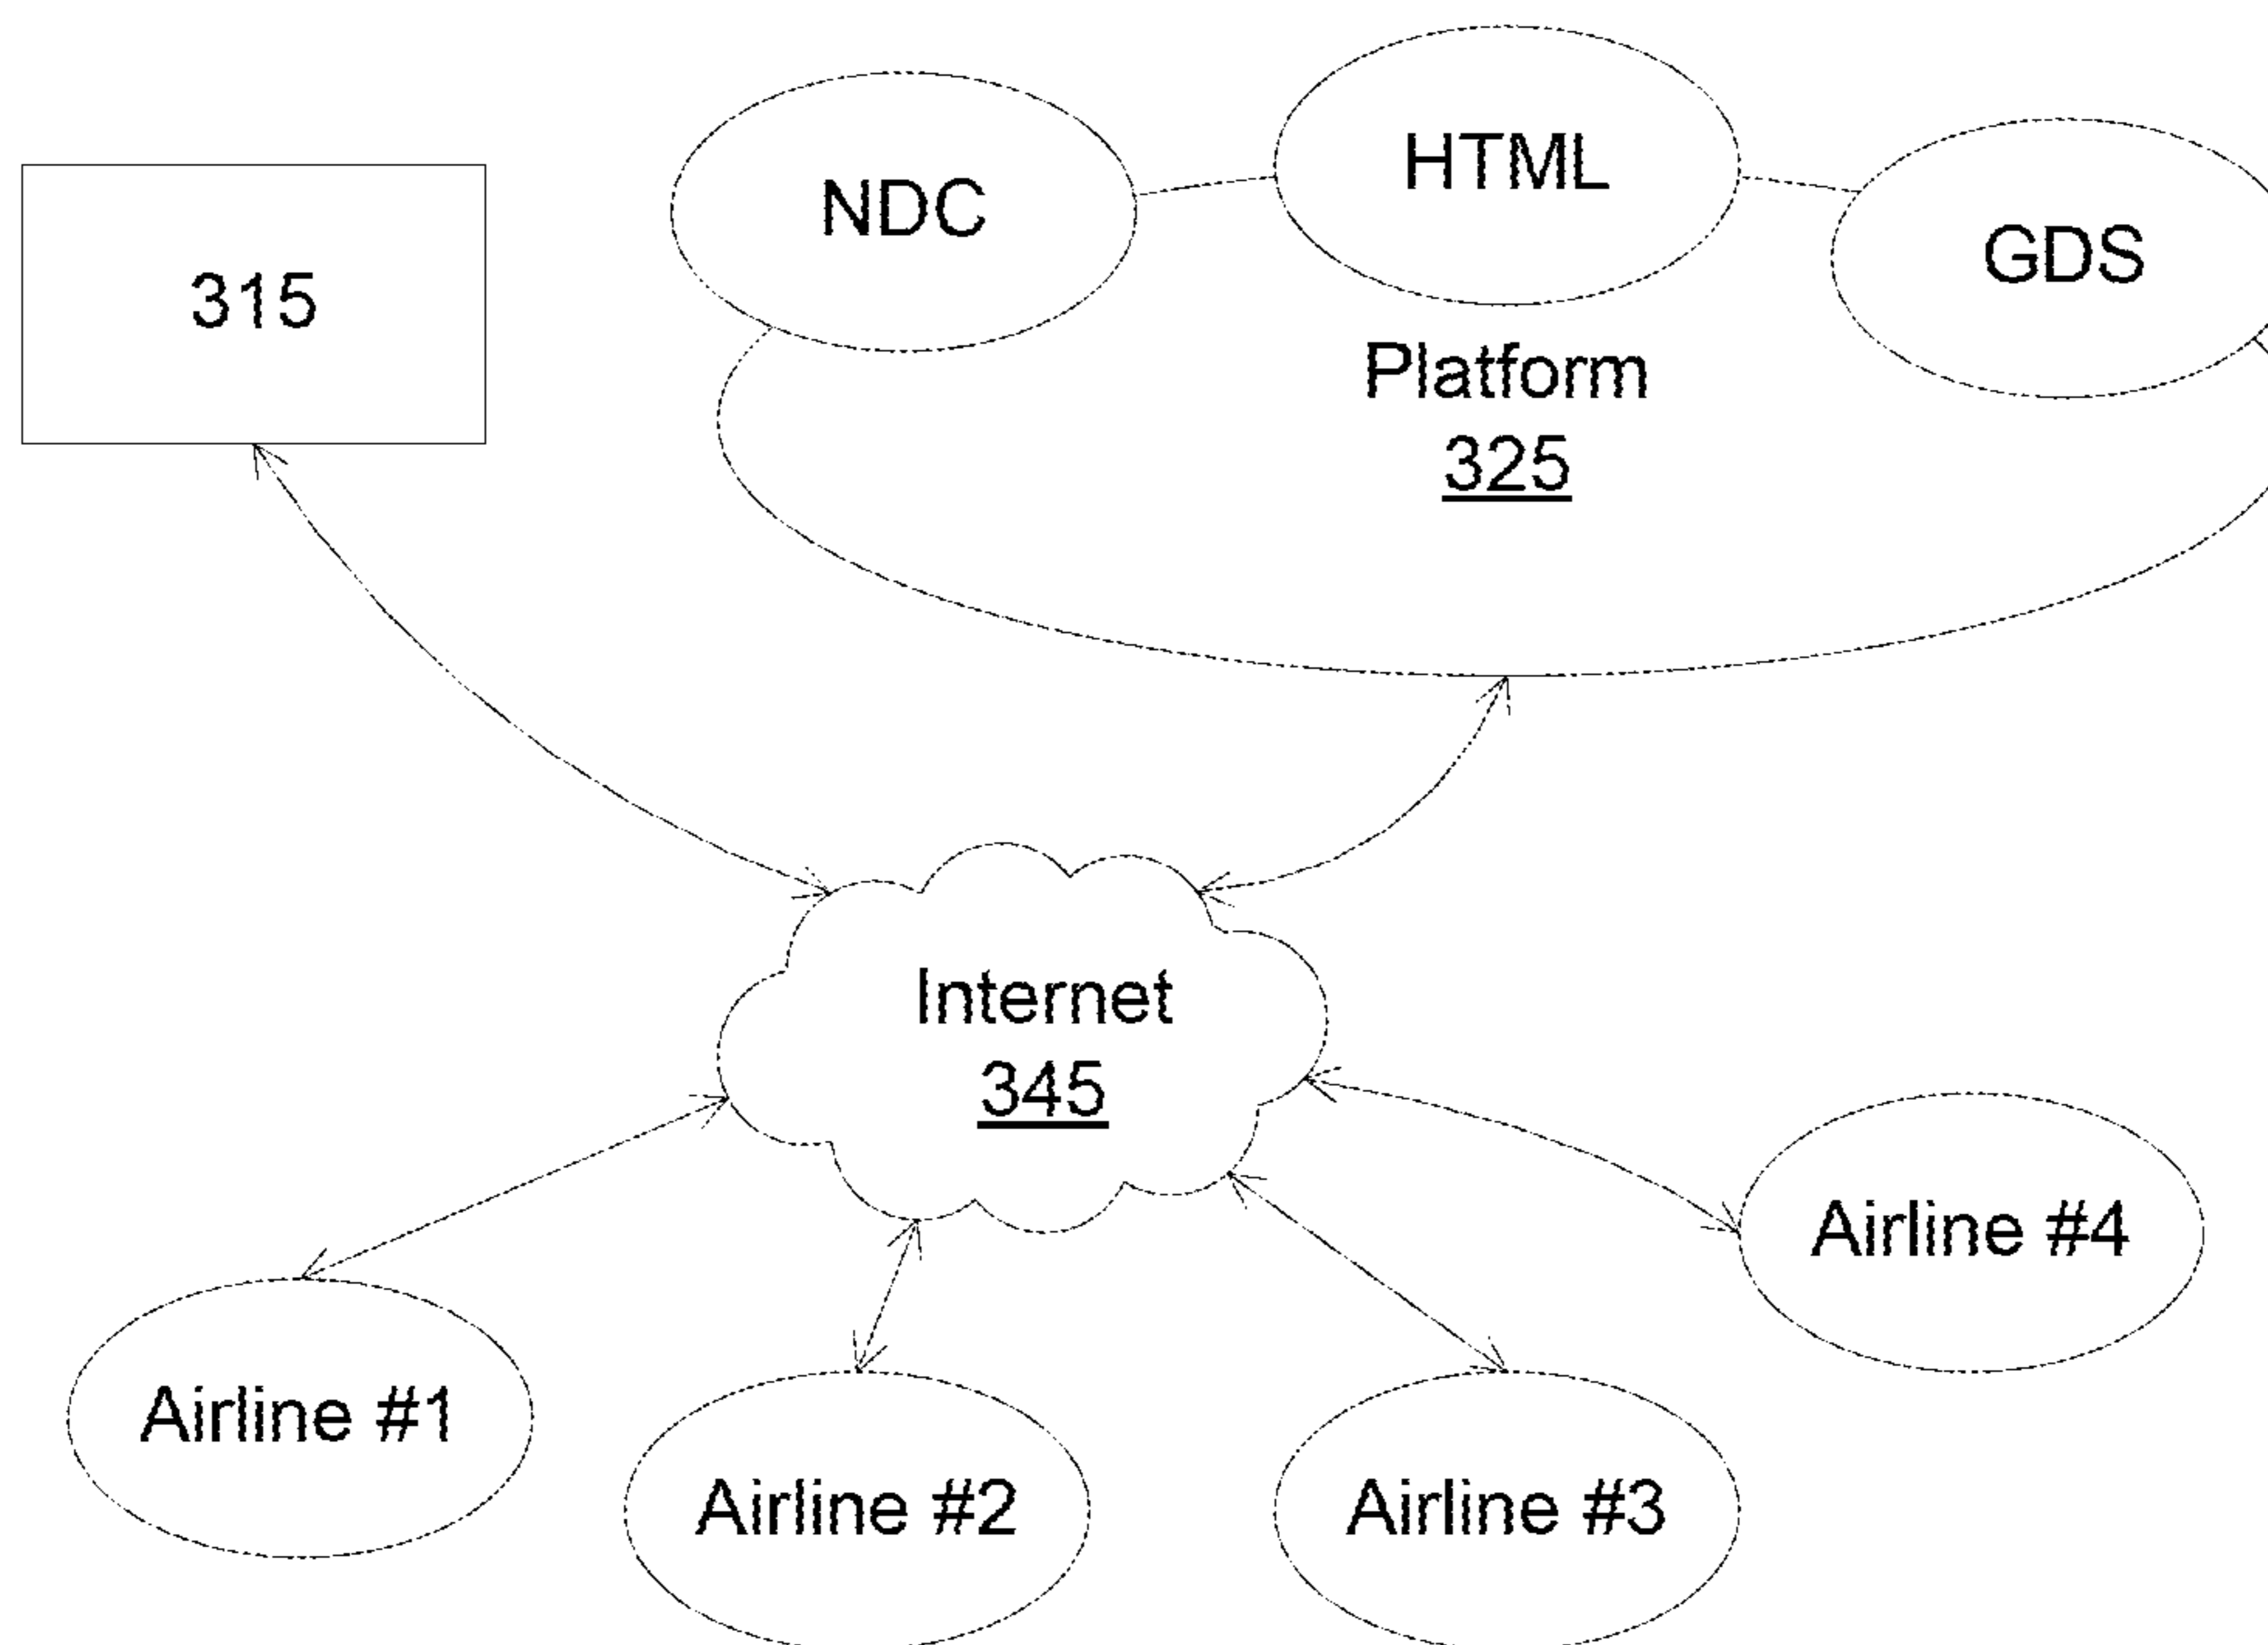 HTML
NDC
GDS
315
Platform
325
Internet
345
Airline #4
Airline #1
Airline #2
Airline #3